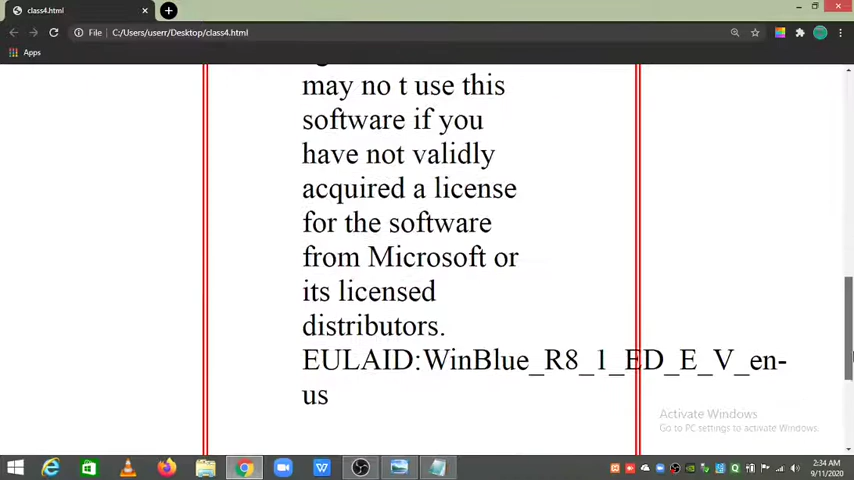 class4.html
File
C:/Users/userr/Desktop/class4.html
Apps
may no t use this
software if you
have not validly
acquired a license
for the software
from Microsoft or
its licensed
distributors.
EULAID:WinBlue_R8_1_ED_E_V_en-
us
Activate Windows
Go to PC settings to activate Windows.
2:34 AM
9/11/2020